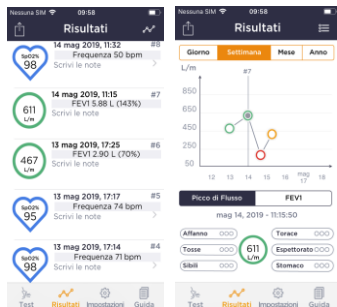 Nessuna SIM 09:58
Risultati
14 mag 2019, 11:32 #8
SpO2% 98
Frequenza 50 bpm
Scrivi le note
14 mag 2019, 11:15 #7
611 L/m
FEV1 5.88 L (143%)
Scrivi le note
13 mag 2019, 17:25 #6
467 L/m
FEV1 2.90 L (70%)
Scrivi le note
13 mag 2019, 17:17 #5
SpO2% 95
Frequenza 74 bpm
Scrivi le note
13 mag 2019, 17:14 #4
SpO2% 98
Frequenza 71 bpm
Scrivi le note
Test Risultati Impostazioni Guida
Nessuna SIM 09:58
Risultati
Giorno Settimana Mese Anno
L/m
#7
850
650
450
250
50
12 13 14 15 16 mag 17 18
Picco di Flusso FEV1
mag 14, 2019 - 11:15:50
Affanno Torace
Tosse 611 L/m Espettorato
Sibili Stomaco
Test Risultati Impostazioni Guida